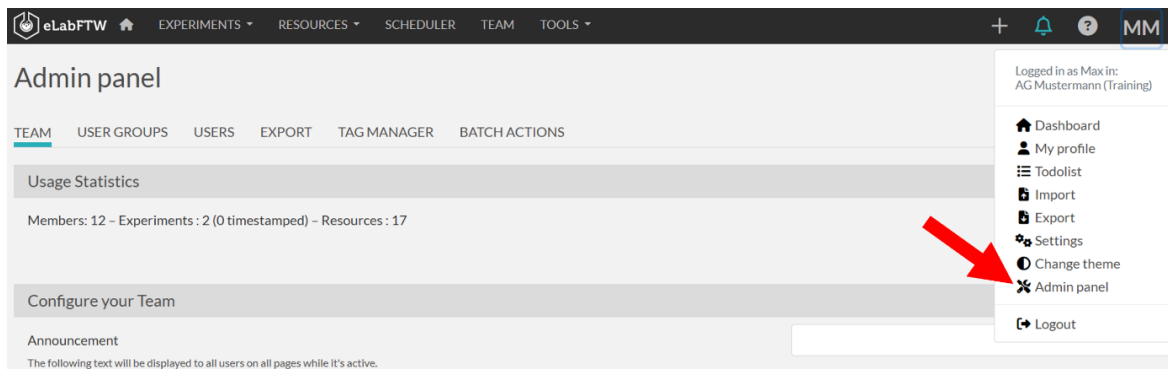 eLabFTW EXPERIMENTS RESOURCES SCHEDULER TEAM TOOLS MM
Admin panel
TEAM USER GROUPS USERS EXPORT TAG MANAGER BATCH ACTIONS
Usage Statistics
Members: 12 – Experiments : 2 (0 timestamped) – Resources : 17
Configure your Team
Announcement
The following text will be displayed to all users on all pages while it's active.
Logged in as Max in:
AG Mustermann (Training)
Dashboard
My profile
Todolist
Import
Export
Settings
Change theme
Admin panel
Logout